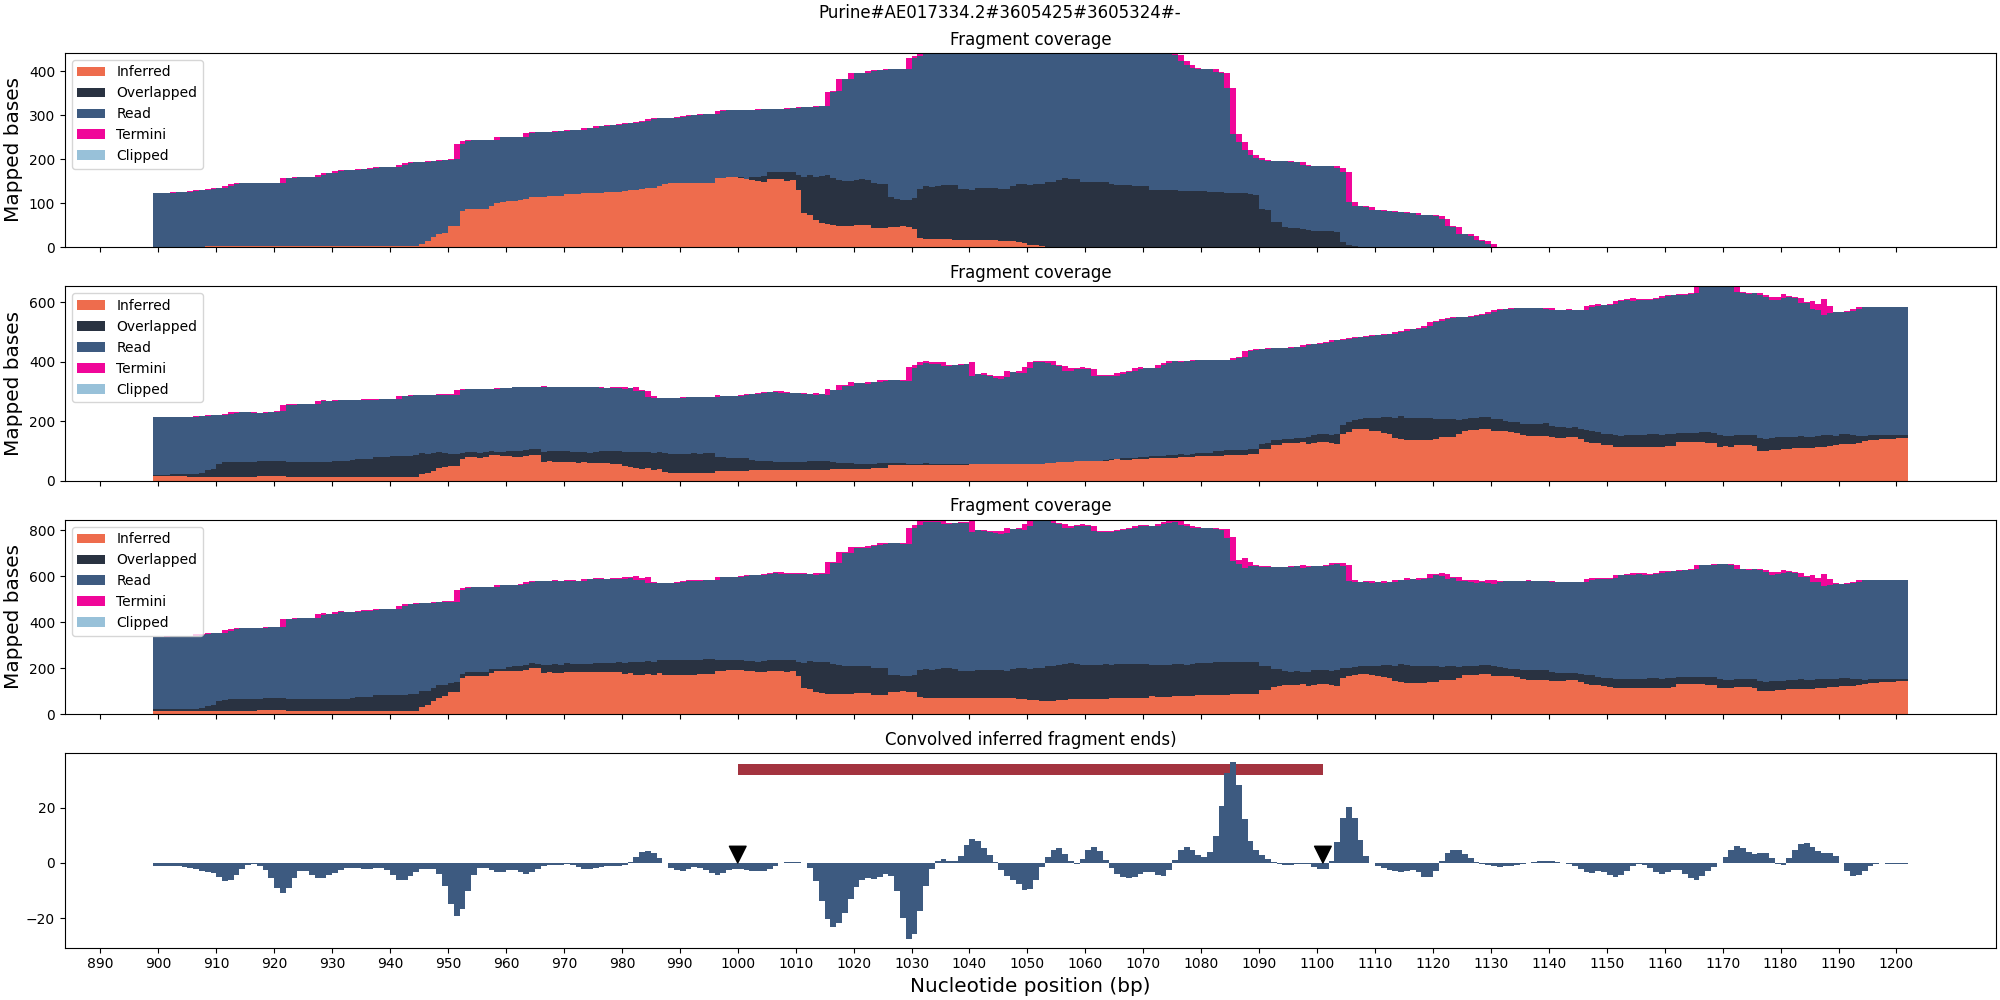 Purine#AE017334.2#3605425#3605324#-
Fragment coverage
Mapped bases
400
300
200
100
0
Inferred
Overlapped
Read
Termini
Clipped
Fragment coverage
Mapped bases
600
400
200
0
Inferred
Overlapped
Read
Termini
Clipped
Fragment coverage
Mapped bases
800
600
400
200
0
Inferred
Overlapped
Read
Termini
Clipped
Convolved inferred fragment ends)
20
0
−20
890 900 910 920 930 940 950 960 970 980 990 1000 1010 1020 1030 1040 1050 1060 1070 1080 1090 1100 1110 1120 1130 1140 1150 1160 1170 1180 1190 1200
Nucleotide position (bp)